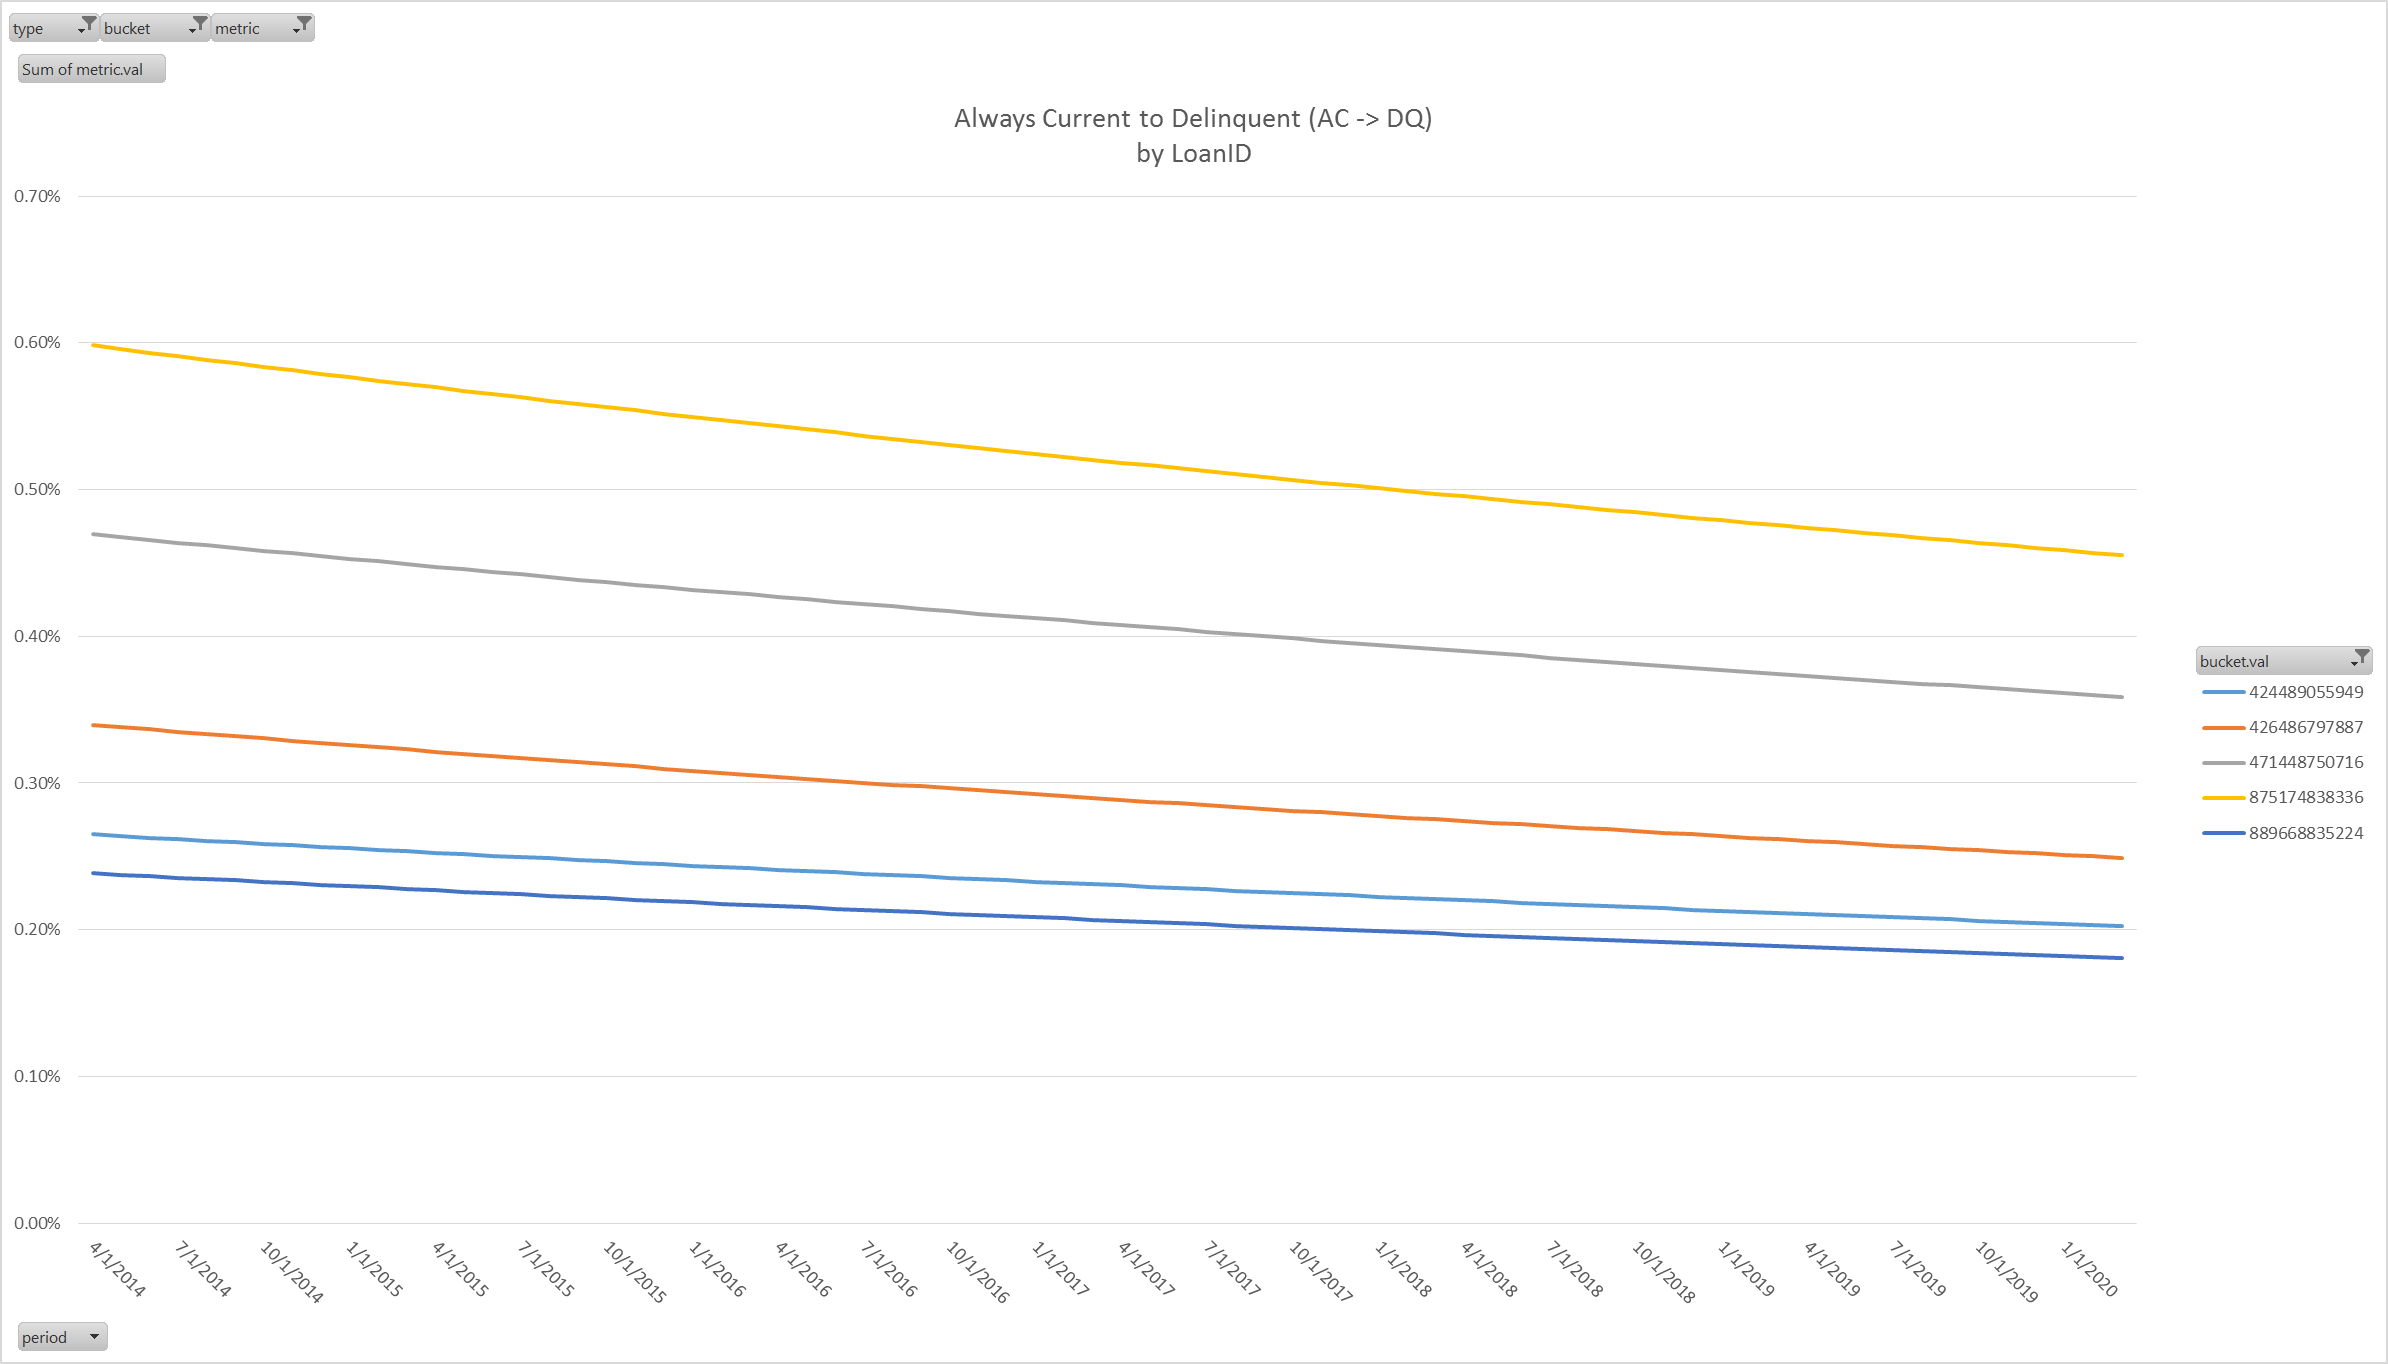 type bucket metric
Sum of metric.val
Always Current to Delinquent (AC -> DQ)
by LoanID
0.70%
0.60%
0.50%
0.40%
0.30%
0.20%
0.10%
0.00%
bucket.val
424489055949
426486797887
471448750716
875174838336
889668835224
4/1/2014 7/1/2014 10/1/2014 1/1/2015 4/1/2015 7/1/2015 10/1/2015 1/1/2016 4/1/2016 7/1/2016 10/1/2016 1/1/2017 4/1/2017 7/1/2017 10/1/2017 1/1/2018 4/1/2018 7/1/2018 10/1/2018 1/1/2019 4/1/2019 7/1/2019 10/1/2019 1/1/2020
period